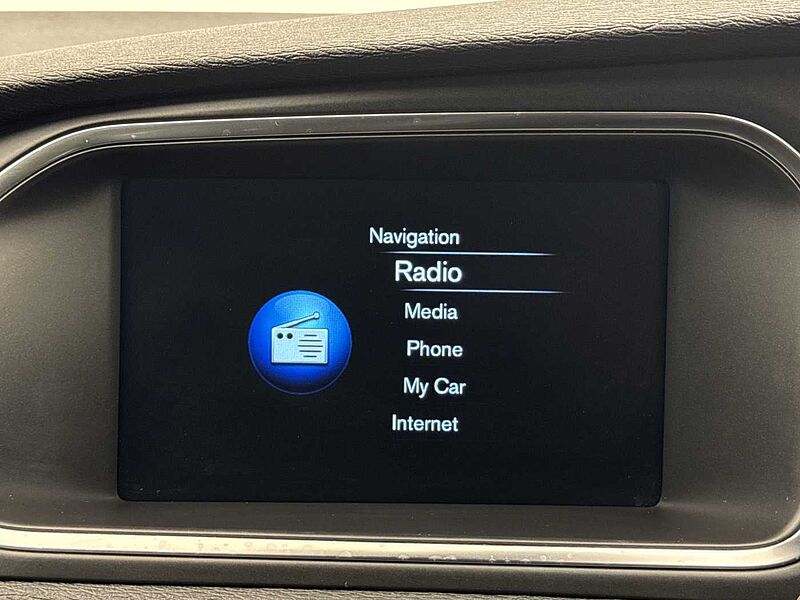 Navigation
Radio
Media
Phone
My Car
Internet